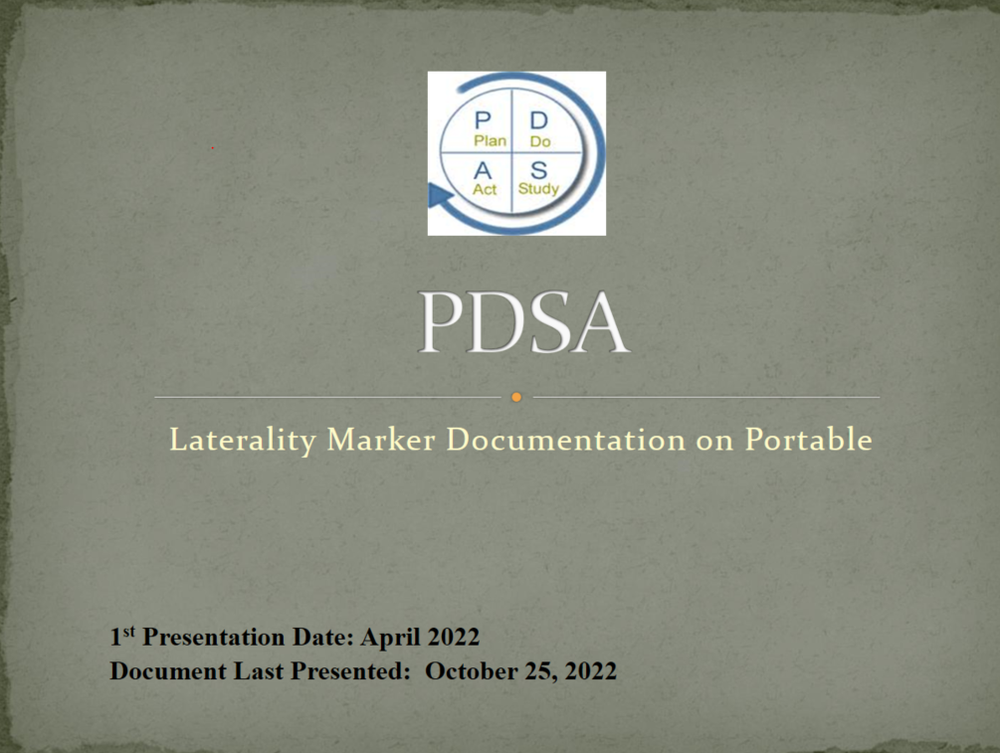 P D
Plan Do
A S
Act Study
PDSA
Laterality Marker Documentation on Portable
1st Presentation Date: April 2022
Document Last Presented:  October 25, 2022